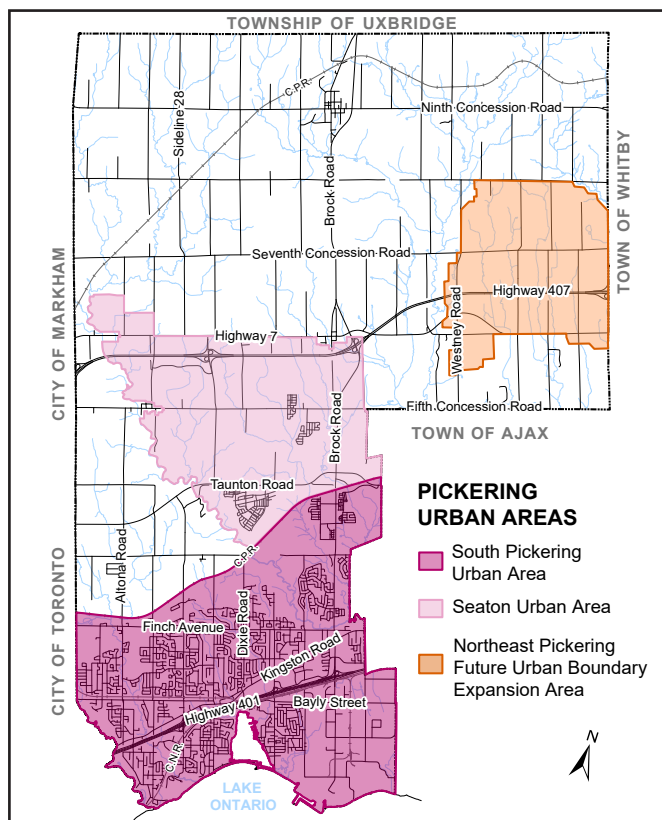 TOWNSHIP OF UXBRIDGE
C.P.R.
Sideline 28
Ninth Concession Road
Brock Road
TOWN OF WHITBY
Seventh Concession Road
Highway 407
CITY OF MARKHAM
Westney Road
Highway 7
Fifth Concession Road
Brock Road
TOWN OF AJAX
Taunton Road
PICKERING
URBAN AREAS
South Pickering
Urban Area
Seaton Urban Area
Northeast Pickering
Future Urban Boundary
Expansion Area
Altona Road
C.P.R.
CITY OF TORONTO
Finch Avenue
Dixie Road
Kingston Road
Highway 401
Bayly Street
C.N.R.
LAKE
ONTARIO
N